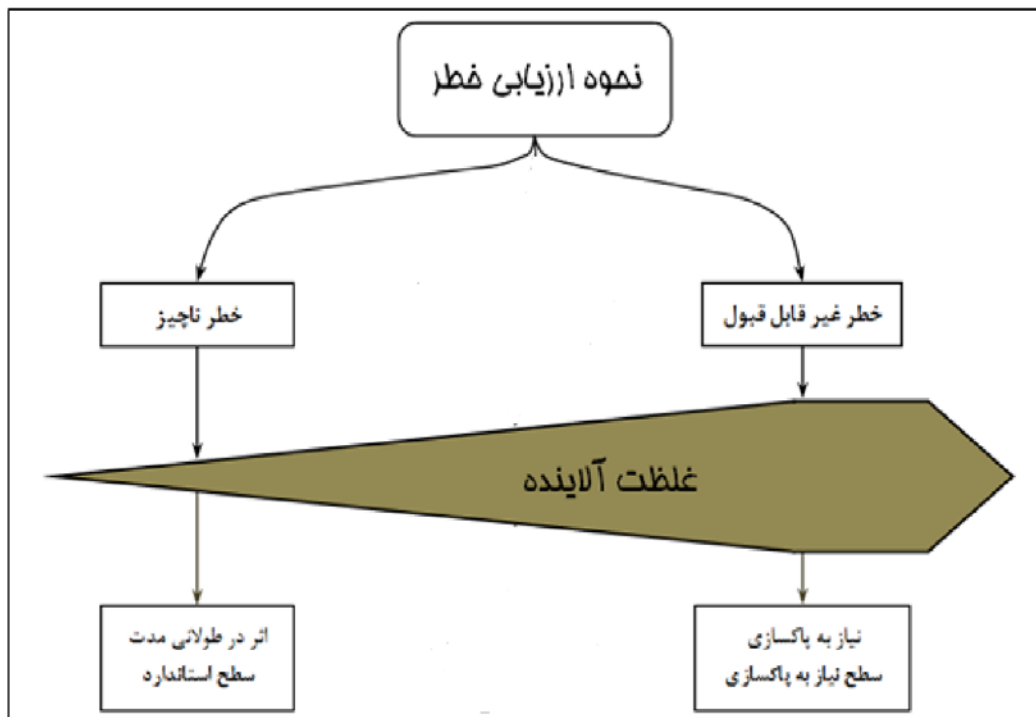 نحوه ارزیابی خطر
خطر غیر قابل قبول
خطر ناچیز
غلظت آلاینده
نیاز به پاکسازی
سطح نیاز به پاکسازی
اثر در طولانی مدت
سطح استاندارد